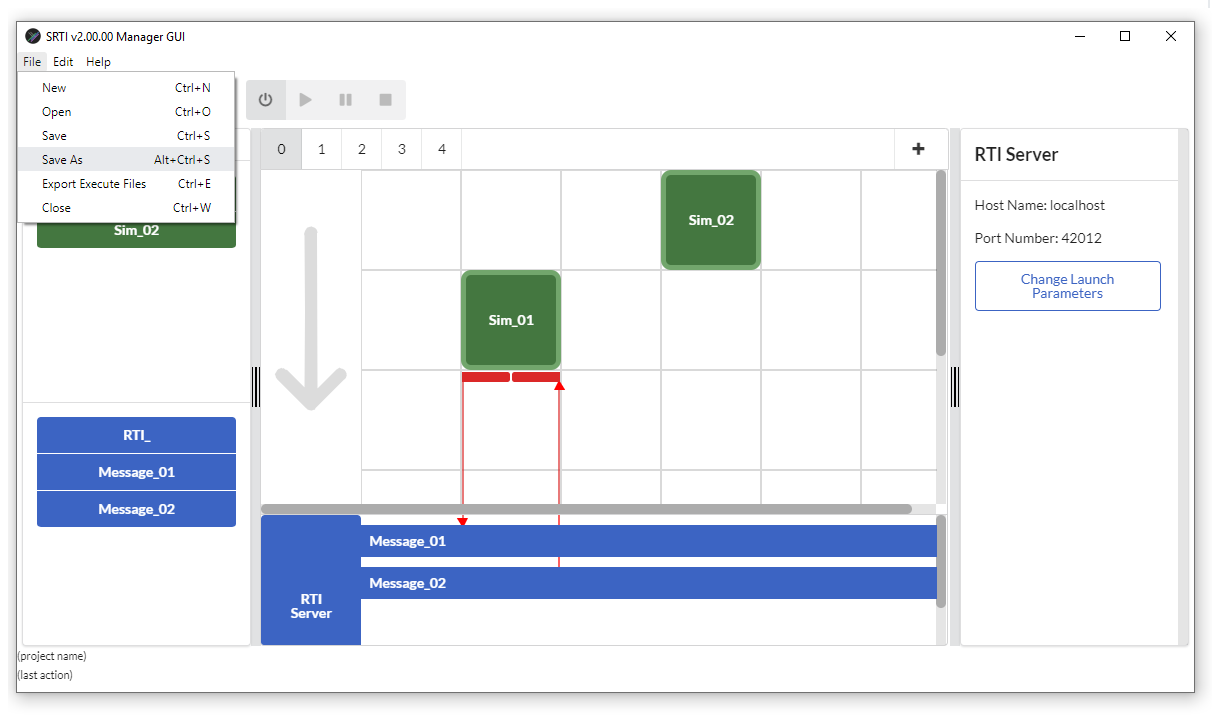 SRTI v2.00.00 Manager GUI
File Edit Help
New Ctrl+N
Open Ctrl+O
Save Ctrl+S
Save As Alt+Ctrl+S
Export Execute Files Ctrl+E
Close Ctrl+W
Sim_02
RTI_
Message_01
Message_02
0 1 2 3 4 +
Sim_02
Sim_01
RTI
Server
Message_01
Message_02
RTI Server
Host Name: localhost
Port Number: 42012
Change Launch
Parameters
(project name)
(last action)